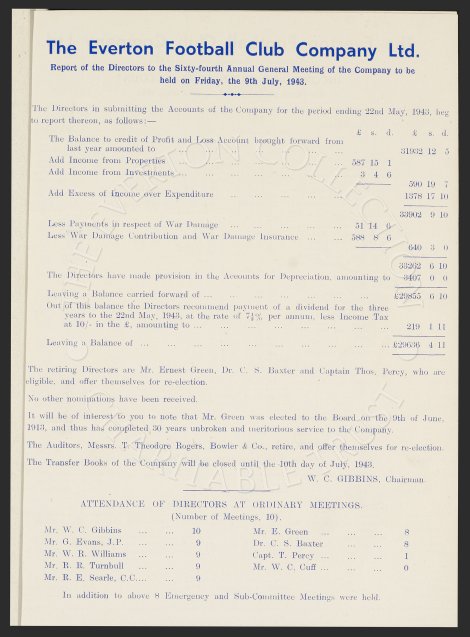 The Everton Football Club Company Ltd.
Report of the Directors to the Sixty-fourth Annual General Meeting of the Company to be
held on Friday, the 9th July, 1943.
The Directors in submitting the Accounts of the Company for the period ending 22nd May, 1943, beg
to report thereon, as follows:—
£ s. d. £ s. d.
The Balance to credit of Profit and Loss Account brought forward from
last year amounted to ... ... ... ... ... ... 31932 12 5
Add Income from Properties ... ... ... ... ... 587 15 1
Add Income from Investments ... ... ... ... ... 3 4 6
590 19 7
Add Excess of Income over Expenditure ... ... ... ... 1378 17 10
33902 9 10
Less Payments in respect of War Damage ... ... ... ... 51 14 6
Less War Damage Contribution and War Damage Insurance ... ... 588 8 6
640 3 0
33262 6 10
The Directors have made provision in the Accounts for Depreciation, amounting to 3407 0 0
Leaving a Balance carried forward of ... ... ... ... ... ... £29855 6 10
Out of this balance the Directors recommend payment of a dividend for the three
years to the 22nd May, 1943, at the rate of 7½% per annum, less Income Tax
at 10/- in the £, amounting to ... ... ... ... ... ... 219 1 11
Leaving a Balance of ... ... ... ... ... ... ... ... £29636 4 11
The retiring Directors are Mr. Ernest Green, Dr. C. S. Baxter and Captain Thos. Percy, who are
eligible, and offer themselves for re-election.
No other nominations have been received.
It will be of interest to you to note that Mr. Green was elected to the Board on the 9th of June,
1913, and thus has completed 30 years unbroken and meritorious service to the Company.
The Auditors, Messrs. T. Theodore Rogers, Bowler & Co., retire, and offer themselves for re-election.
The Transfer Books of the Company will be closed until the 10th day of July, 1943.
W. C. GIBBINS, Chairman.
ATTENDANCE OF DIRECTORS AT ORDINARY MEETINGS.
(Number of Meetings, 10).
Mr. W. C. Gibbins ... ... 10
Mr. G. Evans, J.P. ... ... 9
Mr. W. R. Williams ... ... 9
Mr. R. R. Turnbull ... ... 9
Mr. R. E. Searle, C.C.... ... 9
Mr. E. Green ... ... ... 8
Dr. C. S. Baxter ... ... 8
Capt. T. Percy ... ... ... 1
Mr. W. C. Cuff ... ... ... 0
In addition to above 8 Emergency and Sub-Committee Meetings were held.
THE EVERTON COLLECTION
CHARITABLE TRUST